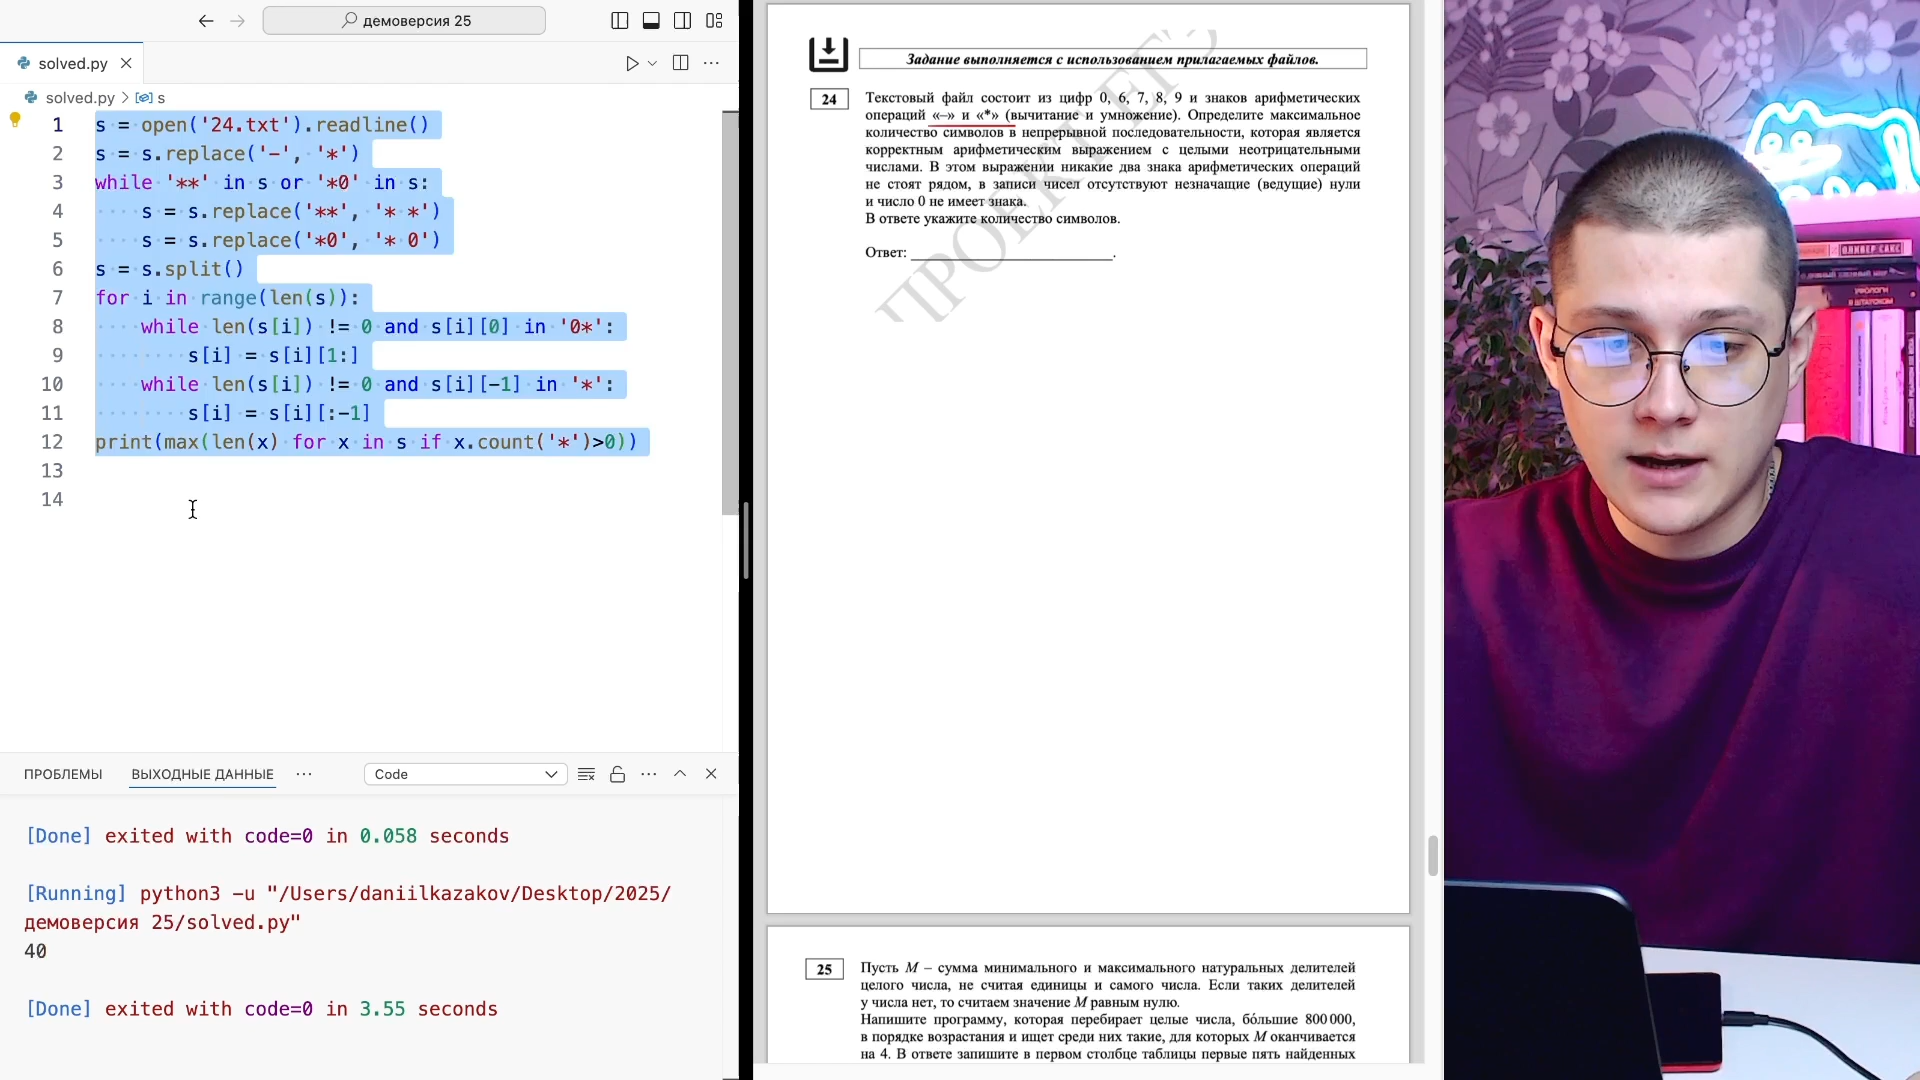 демоверсия 25
solved.py
solved.py > s
1 s = open('24.txt').readline()
2 s = s.replace('-', '*')
3 while '**' in s or '*0' in s:
4 s = s.replace('**', '* *')
5 s = s.replace('*0', '* 0')
6 s = s.split()
7 for i in range(len(s)):
8 while len(s[i]) != 0 and s[i][0] in '0*':
9 s[i] = s[i][1:]
10 while len(s[i]) != 0 and s[i][-1] in '*':
11 s[i] = s[i][:-1]
12 print(max(len(x) for x in s if x.count('*')>0))
13
14
ПРОБЛЕМЫ ВЫХОДНЫЕ ДАННЫЕ ··· Code
[Done] exited with code=0 in 0.058 seconds
[Running] python3 -u "/Users/daniilkazakov/Desktop/2025/
демоверсия 25/solved.py"
40
[Done] exited with code=0 in 3.55 seconds
Задание выполняется с использованием прилагаемых файлов.
24 Текстовый файл состоит из цифр 0, 6, 7, 8, 9 и знаков арифметических
операций «–» и «*» (вычитание и умножение). Определите максимальное
количество символов в непрерывной последовательности, которая является
корректным арифметическим выражением с целыми неотрицательными
числами. В этом выражении никакие два знака арифметических операций
не стоят рядом, в записи чисел отсутствуют незначащие (ведущие) нули
и число 0 не имеет знака.
В ответе укажите количество символов.
Ответ: ____________________________.
ПРОЕКТ ЕГЭ
25 Пусть M – сумма минимального и максимального натуральных делителей
целого числа, не считая единицы и самого числа. Если таких делителей
у числа нет, то считаем значение M равным нулю.
Напишите программу, которая перебирает целые числа, бо́льшие 800 000,
в порядке возрастания и ищет среди них такие, для которых M оканчивается
на 4. В ответе запишите в первом столбце таблицы первые пять найденных
ОЛИВЕР САКС